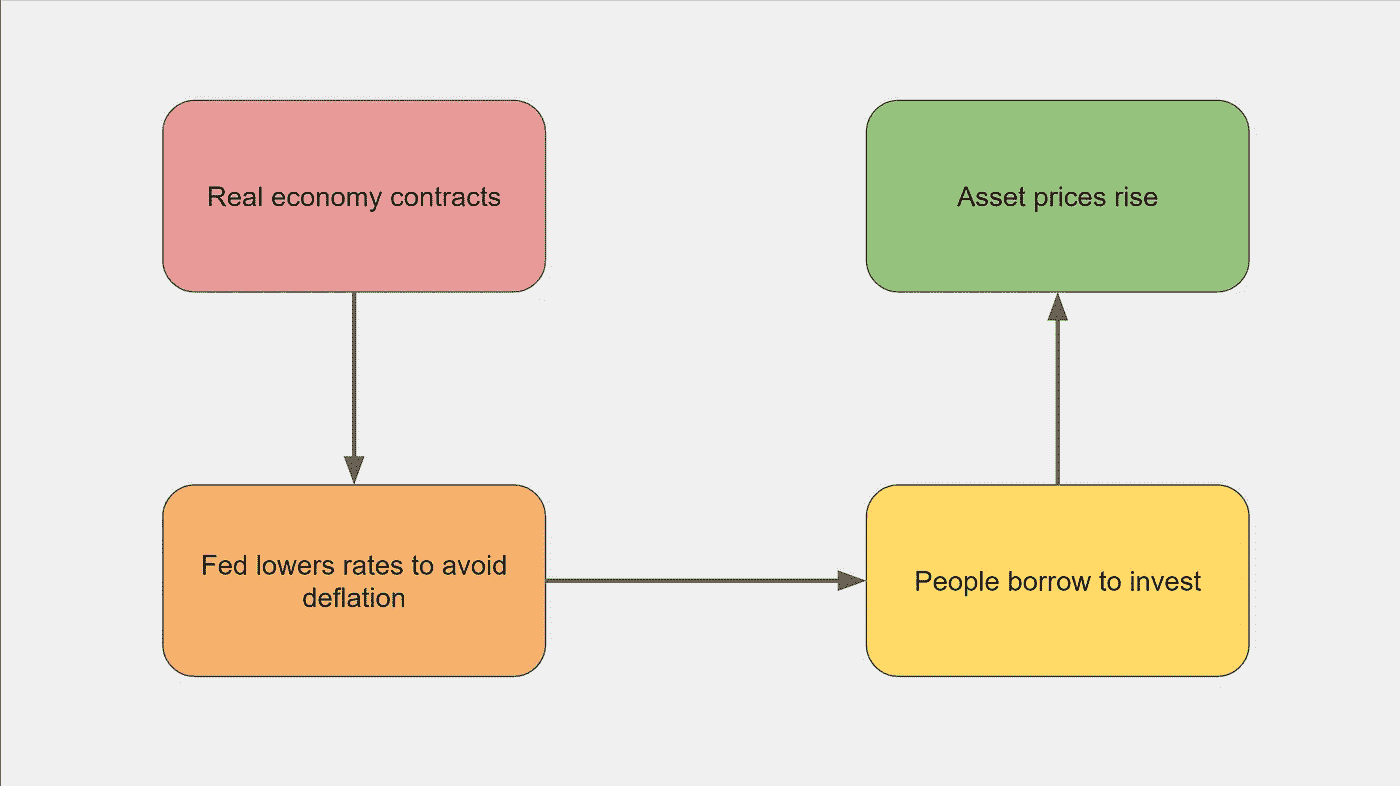 Real economy contracts
Asset prices rise
Fed lowers rates to avoid
deflation
People borrow to invest